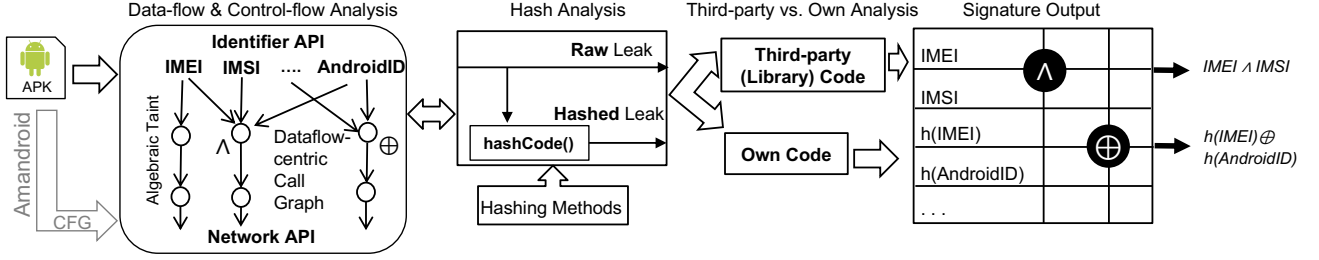 Data-flow & Control-flow Analysis
Hash Analysis
Third-party vs. Own Analysis
Signature Output
APK
Amandroid
CFG
Identifier API
IMEI IMSI .... AndroidID
Algebraic Taint
∧
Dataflow-
centric
Call
Graph
⊕
Network API
Raw Leak
Hashed Leak
hashCode()
Hashing Methods
Third-party
(Library) Code
Own Code
IMEI
IMSI
h(IMEI)
h(AndroidID)
. . .
∧
⊕
IMEI ∧ IMSI
h(IMEI)⊕
h(AndroidID)